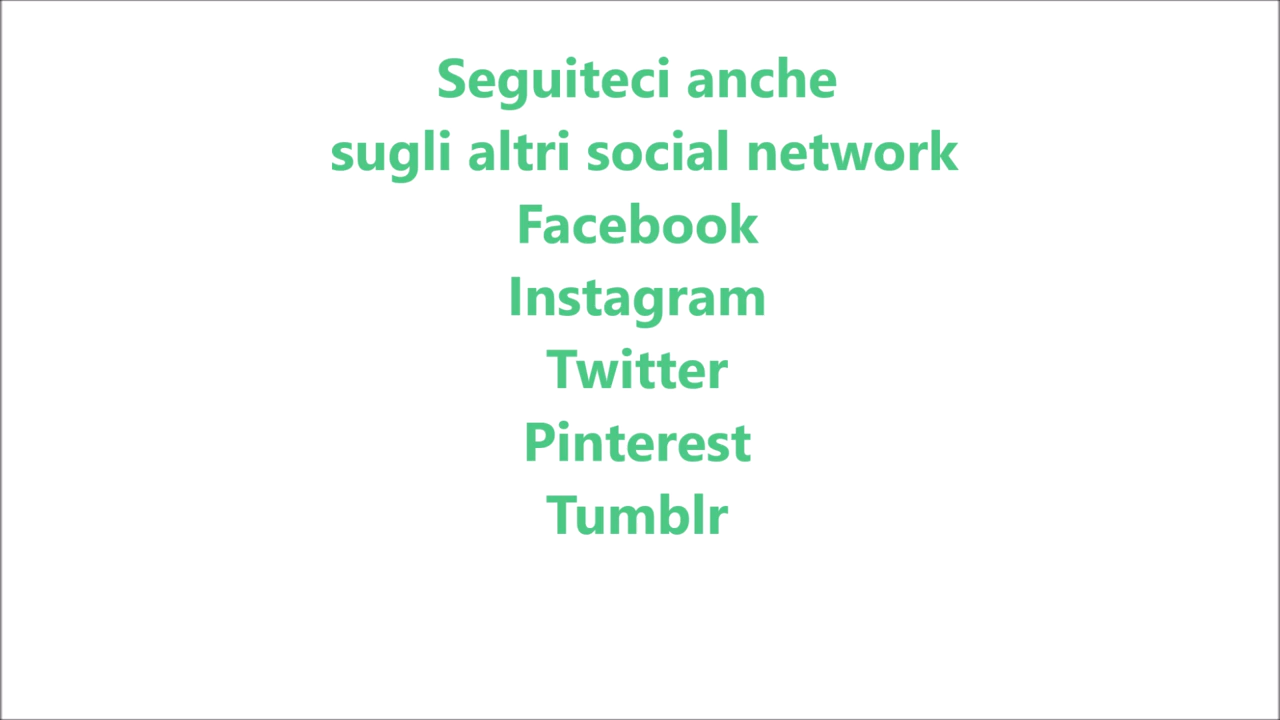 Seguiteci anche
sugli altri social network
Facebook
Instagram
Twitter
Pinterest
Tumblr